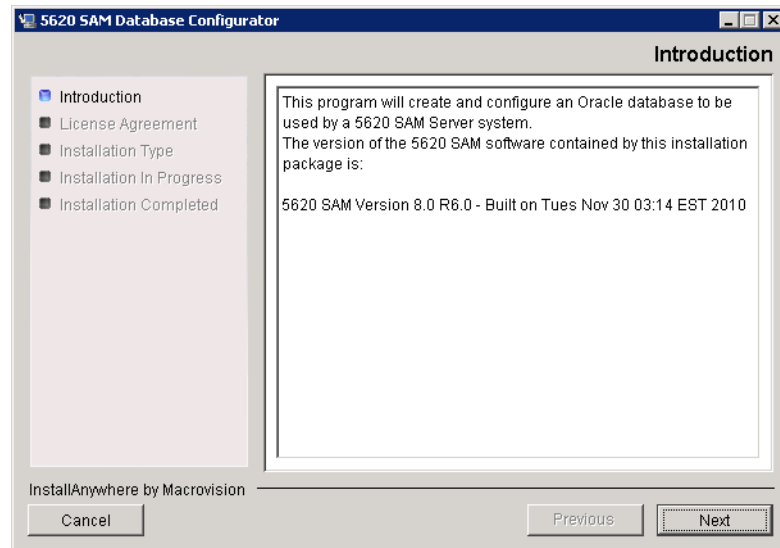 5620 SAM Database Configurator
Introduction
Introduction
License Agreement
Installation Type
Installation In Progress
Installation Completed
This program will create and configure an Oracle database to be
used by a 5620 SAM Server system.
The version of the 5620 SAM software contained by this installation
package is:
5620 SAM Version 8.0 R6.0 - Built on Tues Nov 30 03:14 EST 2010
InstallAnywhere by Macrovision
Cancel
Previous
Next